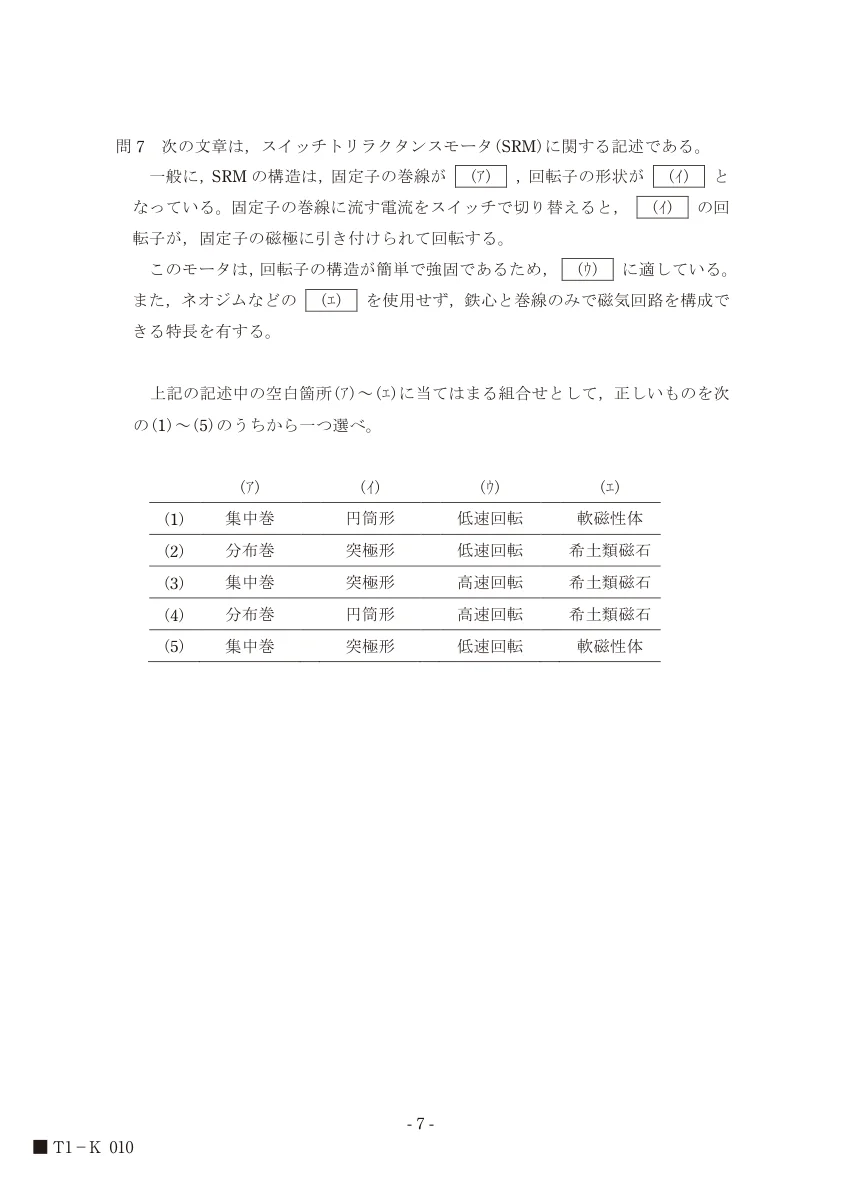 問7 次の文章は，スイッチトリラクタンスモータ(SRM)に関する記述である。
一般に，SRM の構造は，固定子の巻線が (ア) ，回転子の形状が (イ) と
なっている。固定子の巻線に流す電流をスイッチで切り替えると， (イ) の回
転子が，固定子の磁極に引き付けられて回転する。
このモータは，回転子の構造が簡単で強固であるため， (ウ) に適している。
また，ネオジムなどの (エ) を使用せず，鉄心と巻線のみで磁気回路を構成で
きる特長を有する。
上記の記述中の空白箇所(ア)～(エ)に当てはまる組合せとして，正しいものを次
の(1)～(5)のうちから一つ選べ。
(ア) (イ) (ウ) (エ)
(1) 集中巻 円筒形 低速回転 軟磁性体
(2) 分布巻 突極形 低速回転 希土類磁石
(3) 集中巻 突極形 高速回転 希土類磁石
(4) 分布巻 円筒形 高速回転 希土類磁石
(5) 集中巻 突極形 低速回転 軟磁性体
- 7 -
■ T1－K 010